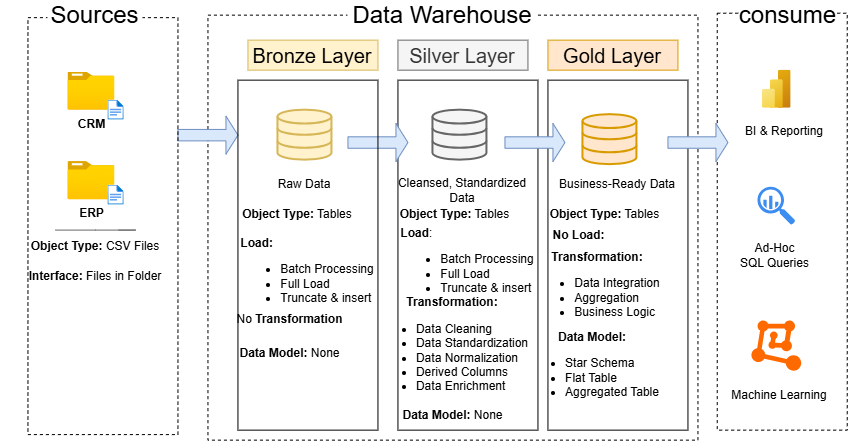 Sources
CRM
ERP
Object Type: CSV Files
Interface: Files in Folder
Data Warehouse
Bronze Layer
Raw Data
Object Type: Tables
Load:
• Batch Processing
• Full Load
• Truncate & insert
No Transformation
Data Model: None
Silver Layer
Cleansed, Standardized
Data
Object Type: Tables
Load:
• Batch Processing
• Full Load
• Truncate & insert
Transformation:
• Data Cleaning
• Data Standardization
• Data Normalization
• Derived Columns
• Data Enrichment
Data Model: None
Gold Layer
Business-Ready Data
Object Type: Tables
No Load:
Transformation:
• Data Integration
• Aggregation
• Business Logic
Data Model:
• Star Schema
• Flat Table
• Aggregated Table
consume
BI & Reporting
Ad-Hoc
SQL Queries
Machine Learning